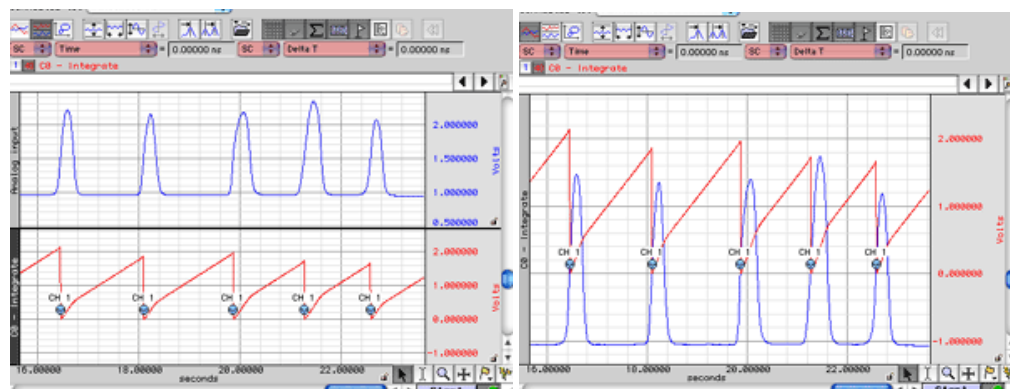 SC Time = 0.00000 ns SC Delta T = 0.00000 ns
1 C0 - Integrate
Analog input
2.000000
1.500000
1.000000
0.500000
Volts
C0 - Integrate
2.000000
1.000000
0.000000
-1.000000
Volts
CH 1 CH 1 CH 1 CH 1 CH 1
16.00000 18.00000 20.00000 22.00000
seconds
SC Time = 0.00000 ns SC Delta T = 0.00000 ns
1 C0 - Integrate
C0 - Integrate
2.000000
1.000000
0.000000
-1.000000
Volts
CH 1 CH 1 CH 1 CH 1 CH 1
16.00000 18.00000 20.00000 22.00000
seconds